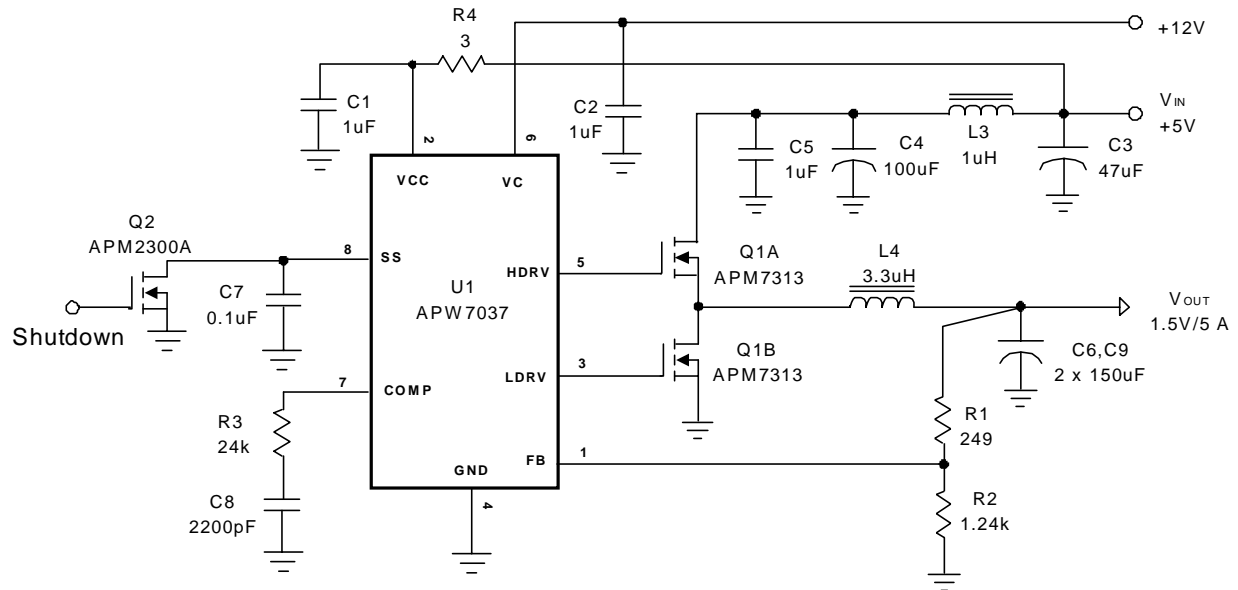 R4
3
+12V
C1
1uF
C2
1uF
2
6
VCC
VC
C5
1uF
C4
100uF
L3
1uH
VIN
+5V
C3
47uF
Q2
APM2300A
8
SS
C7
0.1uF
Shutdown
U1
APW7037
HDRV
5
Q1A
APM7313
L4
3.3uH
VOUT
1.5V/5 A
LDRV
3
Q1B
APM7313
C6,C9
2 x 150uF
7
COMP
R3
24k
C8
2200pF
GND
4
FB
1
R1
249
R2
1.24k